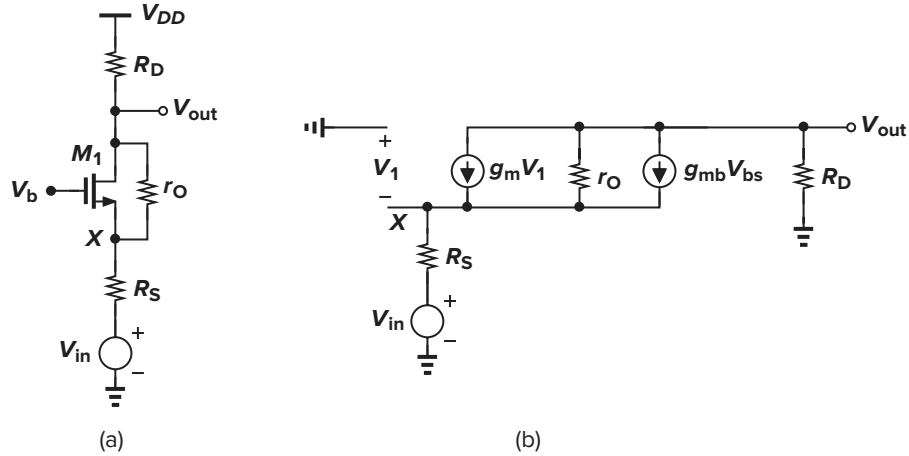 V_DD
R_D
V_out
M_1
V_b
r_O
X
R_S
V_in
+
−
(a)
+
V_1
−
g_mV_1
r_O
g_mbV_bs
V_out
R_D
X
R_S
V_in
+
−
(b)